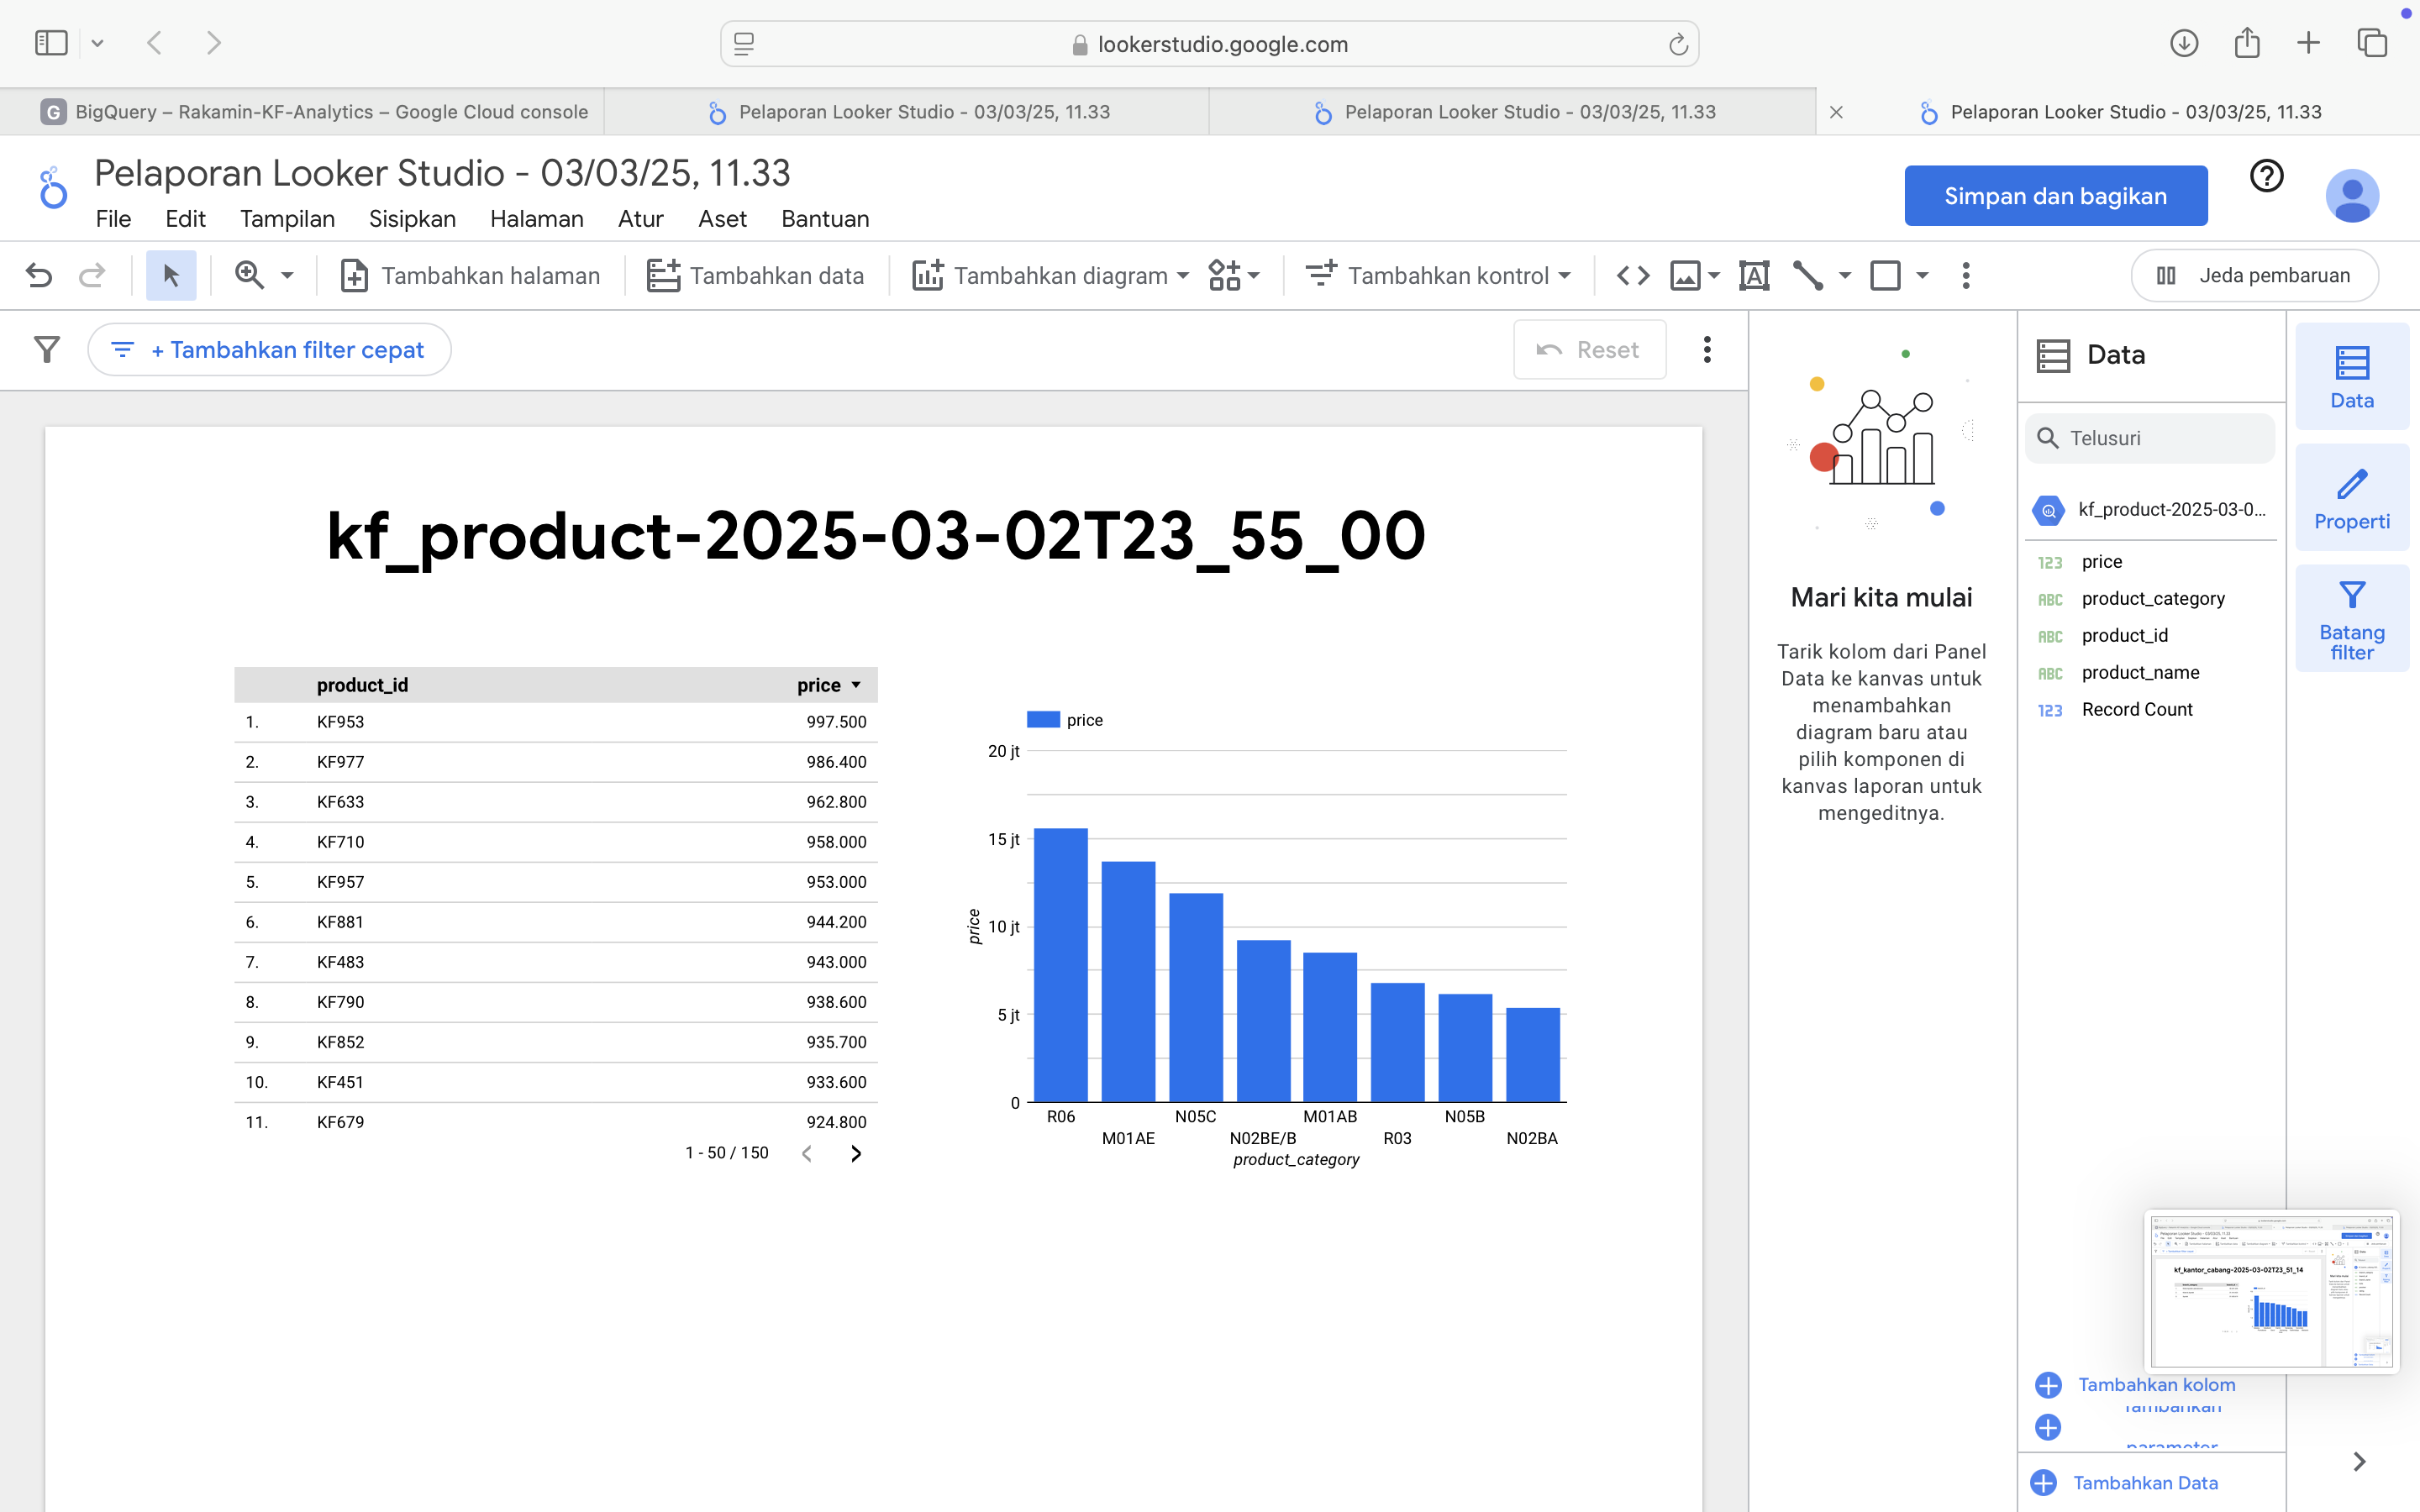 lookerstudio.google.com
G BigQuery – Rakamin-KF-Analytics – Google Cloud console
Pelaporan Looker Studio - 03/03/25, 11.33
Pelaporan Looker Studio - 03/03/25, 11.33
Pelaporan Looker Studio - 03/03/25, 11.33
Pelaporan Looker Studio - 03/03/25, 11.33
File Edit Tampilan Sisipkan Halaman Atur Aset Bantuan
Simpan dan bagikan
Tambahkan halaman Tambahkan data Tambahkan diagram Tambahkan kontrol Jeda pembaruan
+ Tambahkan filter cepat
Reset
kf_product-2025-03-02T23_55_00
product_id price
1. KF953 997.500
2. KF977 986.400
3. KF633 962.800
4. KF710 958.000
5. KF957 953.000
6. KF881 944.200
7. KF483 943.000
8. KF790 938.600
9. KF852 935.700
10. KF451 933.600
11. KF679 924.800
1 - 50 / 150
price
20 jt
15 jt
10 jt
5 jt
0
price
R06 N05C M01AB N05B
M01AE N02BE/B R03 N02BA
product_category
Mari kita mulai
Tarik kolom dari Panel
Data ke kanvas untuk
menambahkan
diagram baru atau
pilih komponen di
kanvas laporan untuk
mengeditnya.
Data
Telusuri
kf_product-2025-03-0...
123 price
ABC product_category
ABC product_id
ABC product_name
123 Record Count
Data
Properti
Batang
filter
kf_kantor_cabang-2025-03-02T23_51_14
Tambahkan kolom
Tambahkan
parameter
Tambahkan Data